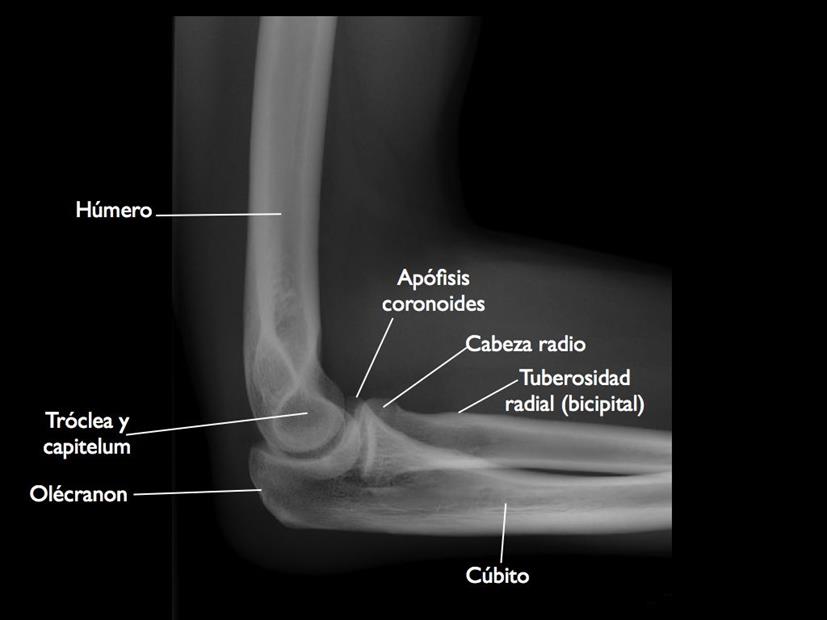 Húmero
Apófisis
coronoides
Cabeza radio
Tuberosidad
radial (bicipital)
Tróclea y
capitelum
Olécranon
Cúbito